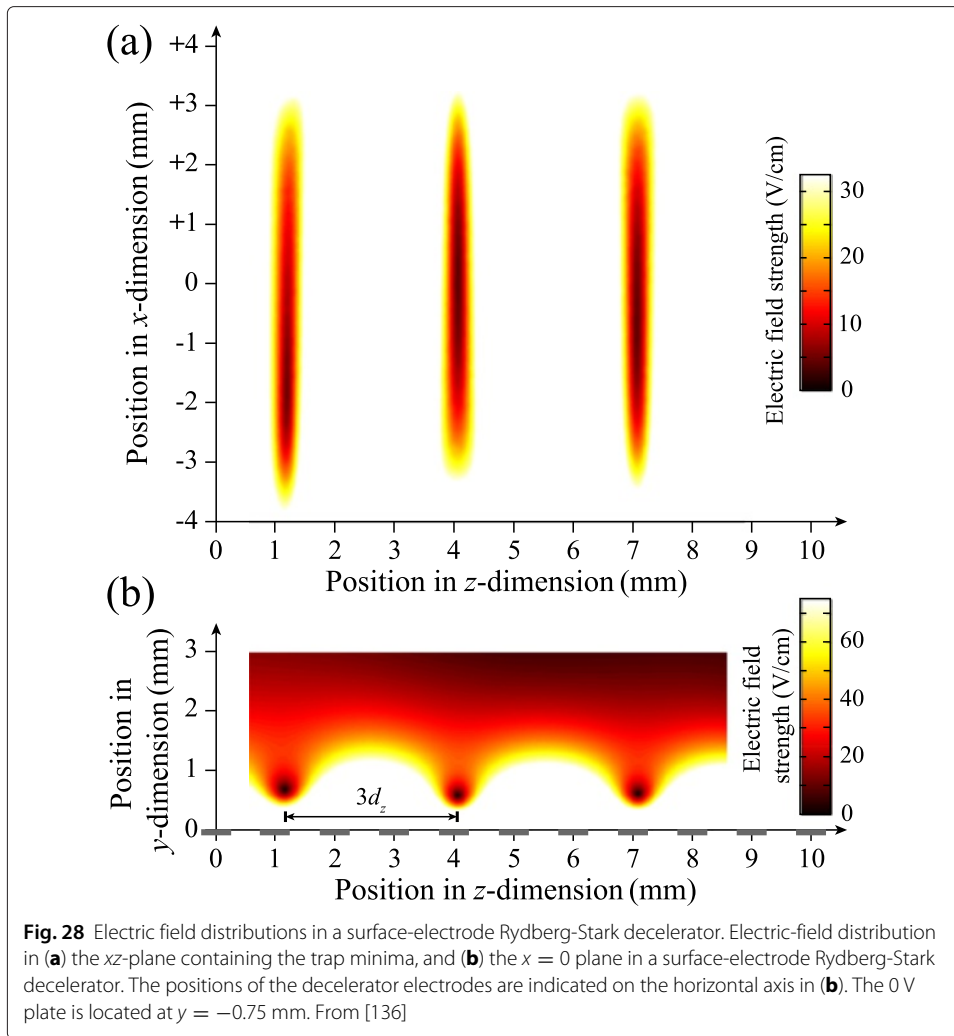 (a)
+4
+3
+2
+1
0
-1
-2
-3
-4
Position in x-dimension (mm)
0 1 2 3 4 5 6 7 8 9 10
Position in z-dimension (mm)
Electric field strength (V/cm)
30
20
10
0
(b)
3
2
1
0
Position in
y-dimension (mm)
3d_z
0 1 2 3 4 5 6 7 8 9 10
Position in z-dimension (mm)
Electric field
strength (V/cm)
60
40
20
0
Fig. 28 Electric field distributions in a surface-electrode Rydberg-Stark decelerator. Electric-field distribution
in (a) the xz-plane containing the trap minima, and (b) the x = 0 plane in a surface-electrode Rydberg-Stark
decelerator. The positions of the decelerator electrodes are indicated on the horizontal axis in (b). The 0 V
plate is located at y = −0.75 mm. From [136]